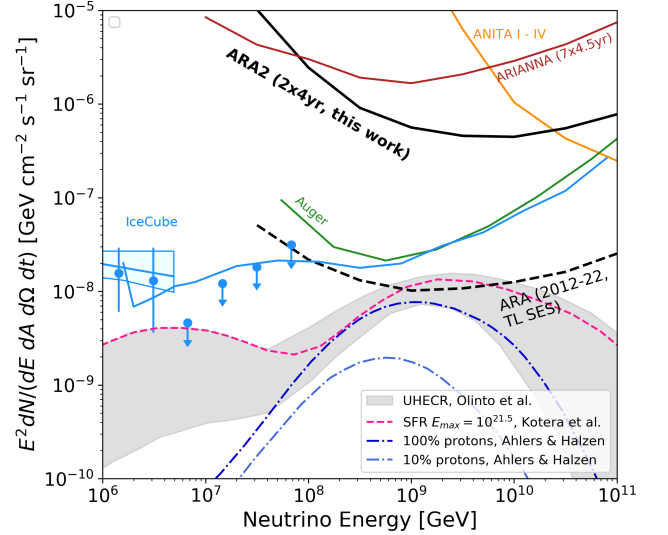 10⁻⁵
10⁻⁶
10⁻⁷
10⁻⁸
10⁻⁹
10⁻¹⁰
E²dN/(dE dA dΩ dt) [GeV cm⁻² s⁻¹ sr⁻¹]
ANITA I - IV
ARIANNA (7x4.5yr)
ARA2 (2x4yr, this work)
Auger
IceCube
ARA (2012-22,
TL SES)
UHECR, Olinto et al.
SFR Eₘₐₓ = 10²¹·⁵, Kotera et al.
100% protons, Ahlers & Halzen
10% protons, Ahlers & Halzen
10⁶ 10⁷ 10⁸ 10⁹ 10¹⁰ 10¹¹
Neutrino Energy [GeV]